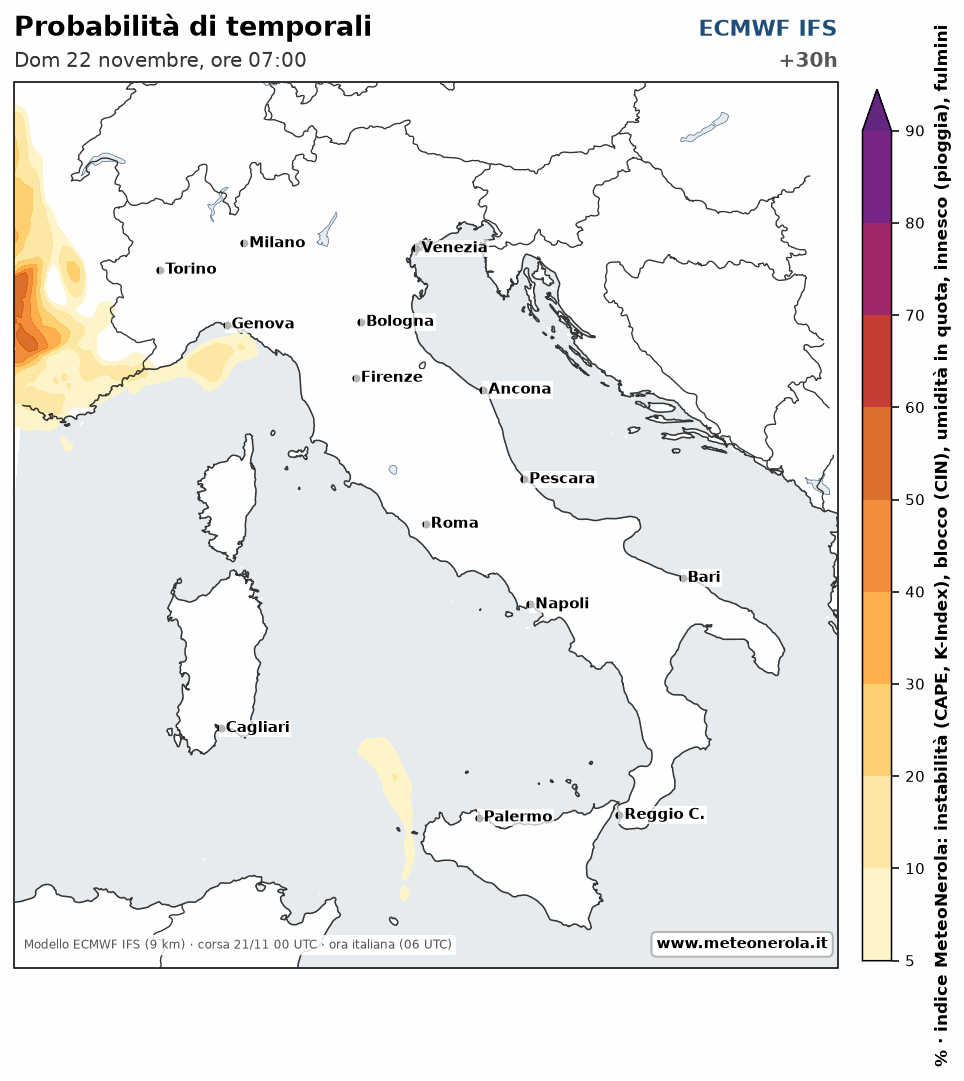 Probabilità di temporali
ECMWF IFS
Dom 22 novembre, ore 07:00
+30h
Milano
Venezia
Torino
Genova
Bologna
Firenze
Ancona
Pescara
Roma
Bari
Napoli
Cagliari
Palermo
Reggio C.
Modello ECMWF IFS (9 km) · corsa 21/11 00 UTC · ora italiana (06 UTC)
www.meteonerola.it
90
80
70
60
50
40
30
20
10
5
% · indice MeteoNerola: instabilità (CAPE, K-Index), blocco (CIN), umidità in quota, innesco (pioggia), fulmini